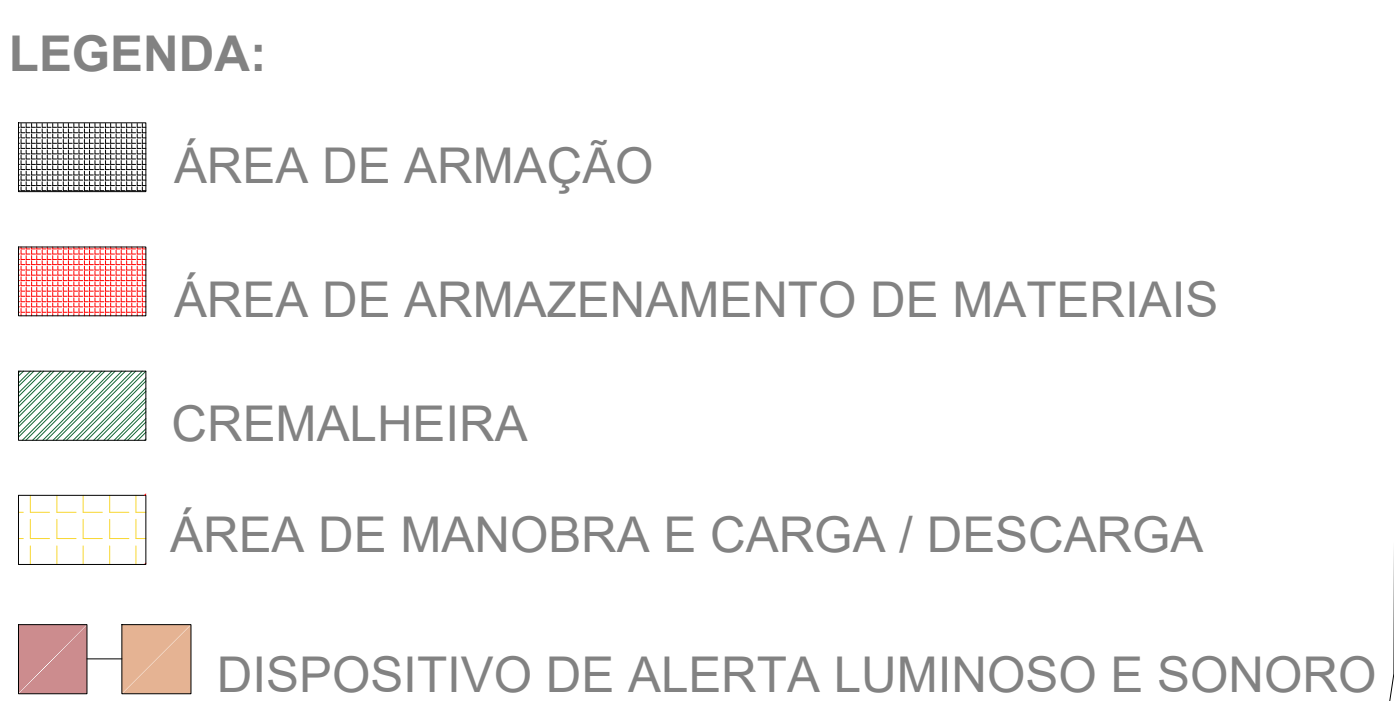 LEGENDA:
ÁREA DE ARMAÇÃO
ÁREA DE ARMAZENAMENTO DE MATERIAIS
CREMALHEIRA
ÁREA DE MANOBRA E CARGA / DESCARGA
DISPOSITIVO DE ALERTA LUMINOSO E SONORO